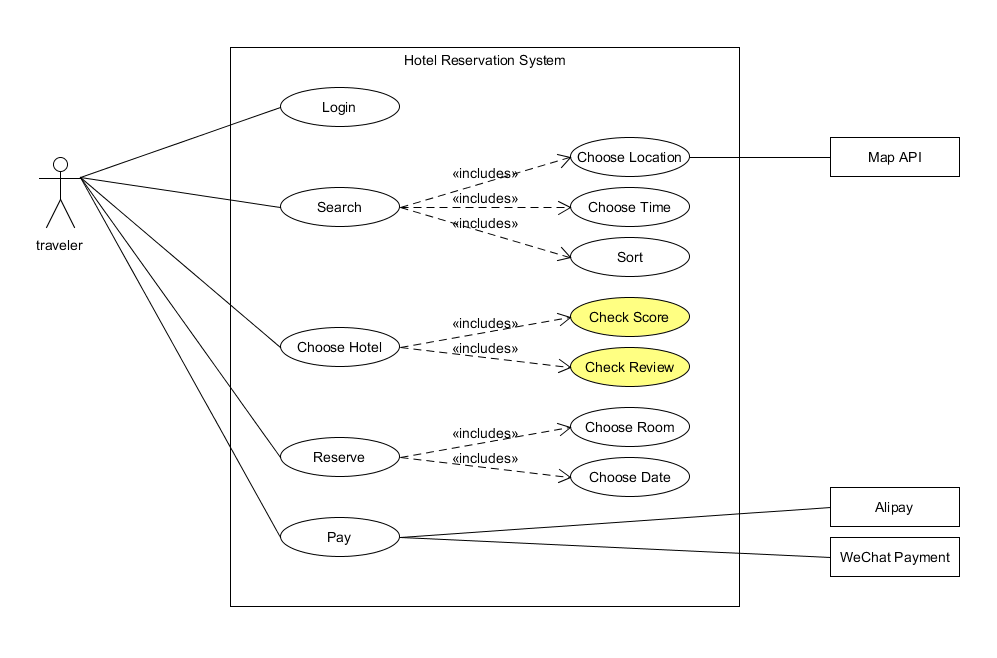 Hotel Reservation System
Login
Choose Location
Map API
«includes»
«includes»
Search
Choose Time
«includes»
traveler
Sort
Check Score
«includes»
Choose Hotel
«includes»
Check Review
Choose Room
«includes»
Reserve
«includes»
Choose Date
Alipay
Pay
WeChat Payment